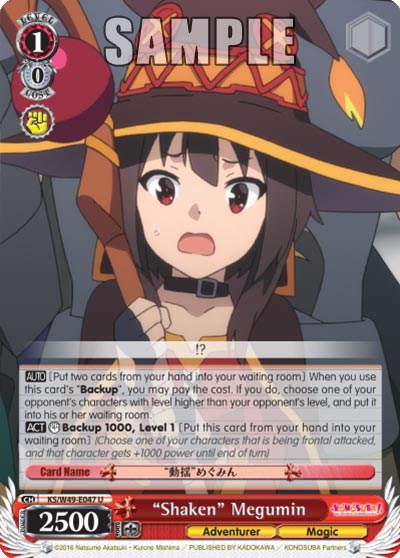 LEVEL
1
SAMPLE
0
COST
2
!?
AUTO [Put two cards from your hand into your waiting room] When you use
this card's "Backup", you may pay the cost. If you do, choose one of your
opponent's characters with level higher than your opponent's level, and put
it into his or her waiting room.
ACT Backup 1000, Level 1 [Put this card from your hand into your
waiting room] (Choose one of your characters that is being frontal attacked,
and that character gets +1000 power until end of turn)
Card Name "動揺"めぐみん
CH KS/W49-E047 U
KONOSUBA!
2500
"Shaken" Megumin
Adventurer Magic
©2016 Natsume Akatsuki・Kurone Mishima / PUBLISHED BY KADOKAWA / KONOSUBA Partners